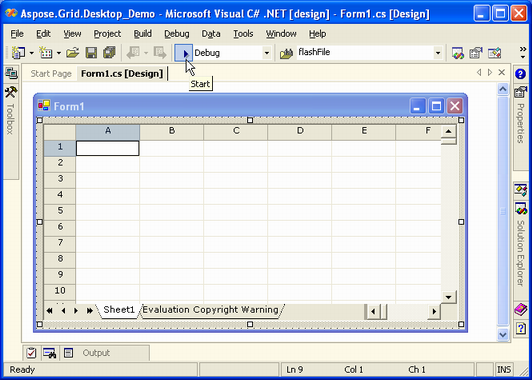 Aspose.Grid.Desktop_Demo - Microsoft Visual C# .NET [design] - Form1.cs [Design]
File Edit View Project Build Debug Data Tools Window Help
Debug flashFile
Start Page Form1.cs [Design]
Start
Toolbox
Form1
A B C D E F
1
2
3
4
5
6
7
8
9
10
Sheet1 Evaluation Copyright Warning
Properties
Solution Explorer
Output
Ready Ln 9 Col 1 Ch 1 INS